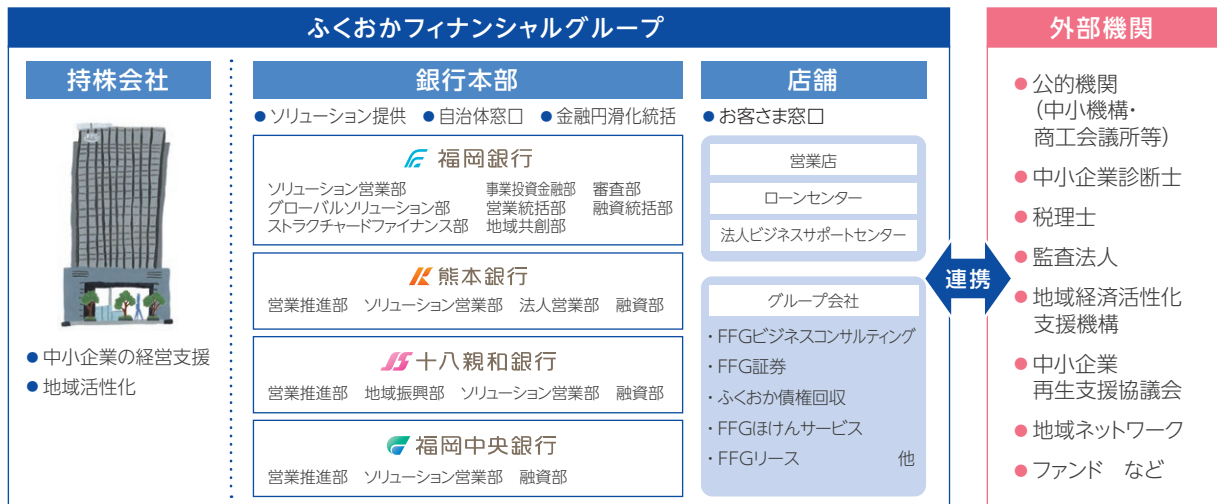 ふくおかフィナンシャルグループ
持株会社
● 中小企業の経営支援
● 地域活性化
銀行本部
● ソリューション提供 ● 自治体窓口 ● 金融円滑化統括
福岡銀行
ソリューション営業部 事業投資金融部 審査部
グローバルソリューション部 営業統括部 融資統括部
ストラクチャードファイナンス部 地域共創部
熊本銀行
営業推進部 ソリューション営業部 法人営業部 融資部
十八親和銀行
営業推進部 地域振興部 ソリューション営業部 融資部
福岡中央銀行
営業推進部 ソリューション営業部 融資部
店舗
● お客さま窓口
営業店
ローンセンター
法人ビジネスサポートセンター
グループ会社
・FFGビジネスコンサルティング
・FFG証券
・ふくおか債権回収
・FFGほけんサービス
・FFGリース 他
連携
外部機関
● 公的機関
(中小機構・
商工会議所等)
● 中小企業診断士
● 税理士
● 監査法人
● 地域経済活性化
支援機構
● 中小企業
再生支援協議会
● 地域ネットワーク
● ファンド など